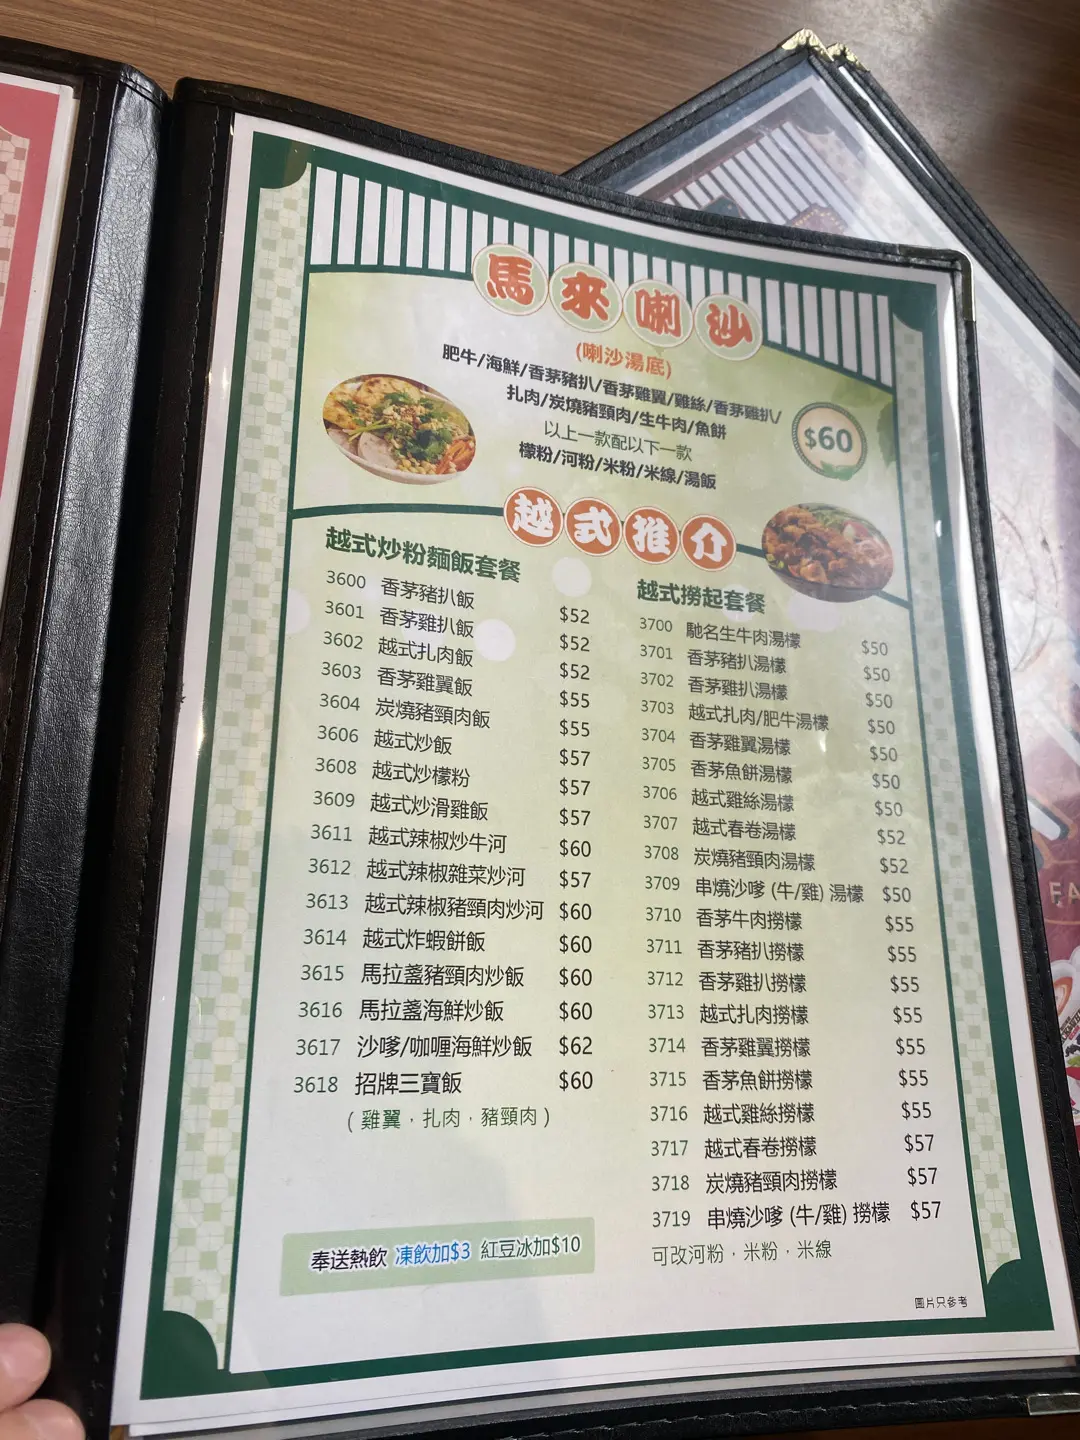 馬來喇沙
(喇沙湯底)
肥牛/海鮮/香茅豬扒/香茅雞翼/雞絲/香茅雞扒/
扎肉/炭燒豬頸肉/生牛肉/魚餅
以上一款配以下一款
檬粉/河粉/米粉/米線/湯飯
$60
越式推介
越式炒粉麵飯套餐
3600 香茅豬扒飯 $52
3601 香茅雞扒飯 $52
3602 越式扎肉飯 $52
3603 香茅雞翼飯 $55
3604 炭燒豬頸肉飯 $55
3606 越式炒飯 $57
3608 越式炒檬粉 $57
3609 越式炒滑雞飯 $57
3611 越式辣椒炒牛河 $60
3612 越式辣椒雜菜炒河 $57
3613 越式辣椒豬頸肉炒河 $60
3614 越式炸蝦餅飯 $60
3615 馬拉盞豬頸肉炒飯 $60
3616 馬拉盞海鮮炒飯 $60
3617 沙嗲/咖喱海鮮炒飯 $62
3618 招牌三寶飯 $60
(雞翼，扎肉，豬頸肉)
奉送熱飲 凍飲加$3 紅豆冰加$10
越式撈起套餐
3700 馳名生牛肉湯檬 $50
3701 香茅豬扒湯檬 $50
3702 香茅雞扒湯檬 $50
3703 越式扎肉/肥牛湯檬 $50
3704 香茅雞翼湯檬 $50
3705 香茅魚餅湯檬 $50
3706 越式雞絲湯檬 $50
3707 越式春卷湯檬 $52
3708 炭燒豬頸肉湯檬 $52
3709 串燒沙嗲 (牛/雞) 湯檬 $50
3710 香茅牛肉撈檬 $55
3711 香茅豬扒撈檬 $55
3712 香茅雞扒撈檬 $55
3713 越式扎肉撈檬 $55
3714 香茅雞翼撈檬 $55
3715 香茅魚餅撈檬 $55
3716 越式雞絲撈檬 $55
3717 越式春卷撈檬 $57
3718 炭燒豬頸肉撈檬 $57
3719 串燒沙嗲 (牛/雞) 撈檬 $57
可改河粉，米粉，米線
圖片只參考
FA